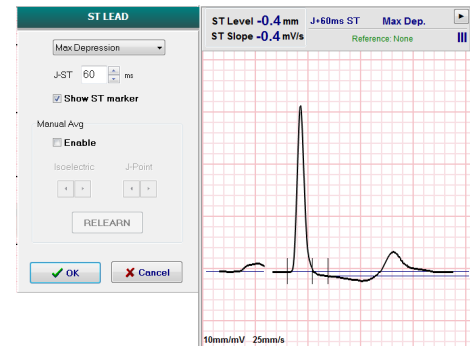 ST LEAD
Max Depression
J-ST 60 ms
Show ST marker
Manual Avg
Enable
Isoelectric J-Point
RELEARN
OK Cancel
ST Level -0.4 mm J+60ms ST Max Dep.
ST Slope -0.4 mV/s Reference: None
III
10mm/mV 25mm/s